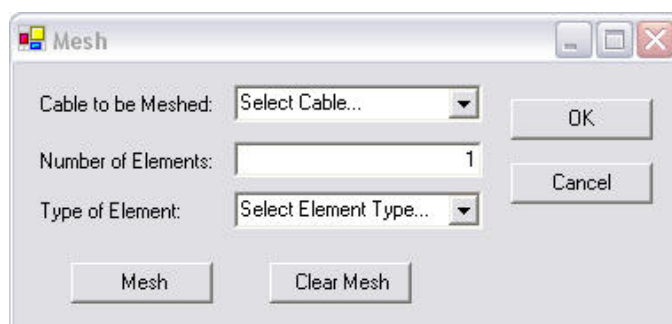 Mesh
Cable to be Meshed: Select Cable...
OK
Number of Elements: 1
Cancel
Type of Element: Select Element Type...
Mesh Clear Mesh